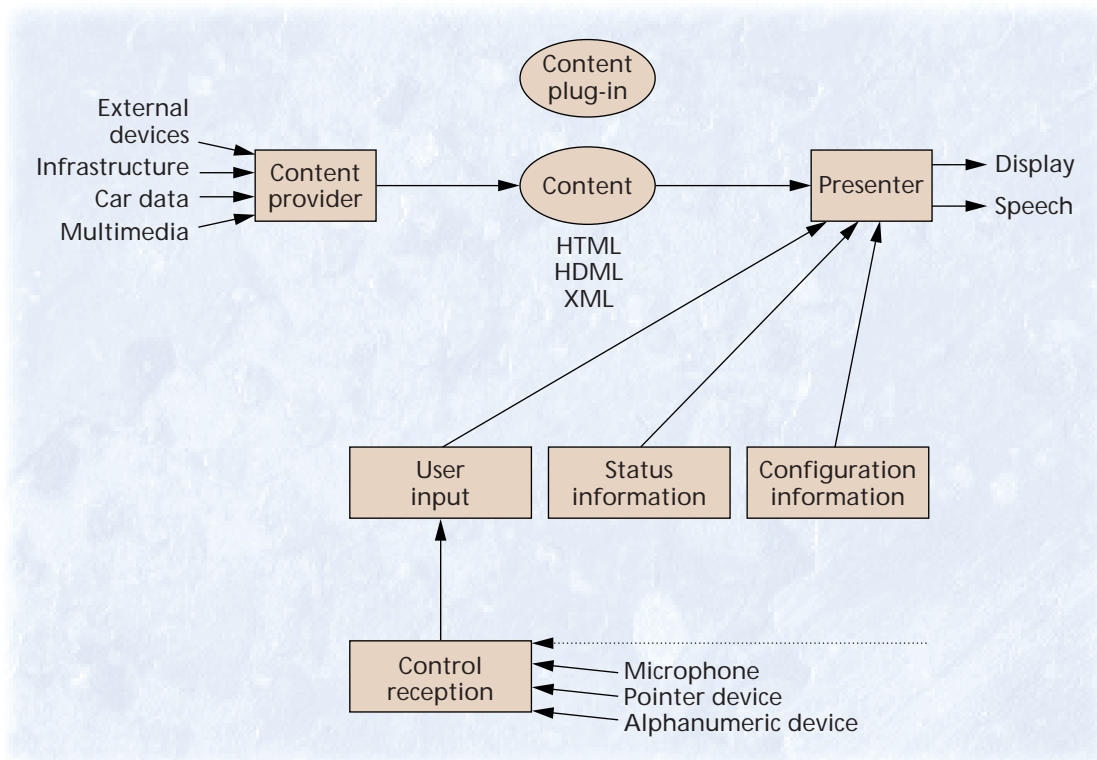 Content
plug-in
External
devices
Infrastructure
Car data
Multimedia
Content
provider
Content
HTML
HDML
XML
Presenter
Display
Speech
User
input
Status
information
Configuration
information
Control
reception
Microphone
Pointer device
Alphanumeric device